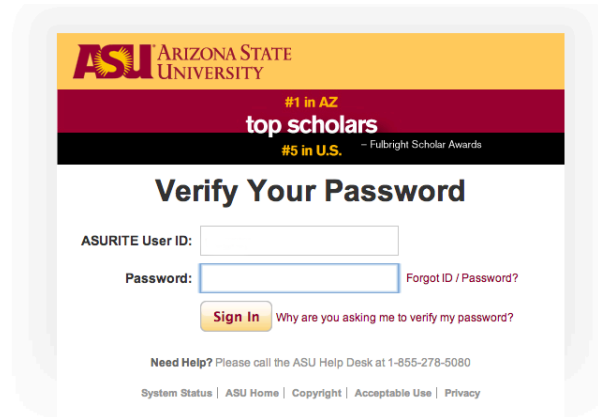 ASU ARIZONA STATE
UNIVERSITY
#1 in AZ
top scholars
#5 in U.S. – Fulbright Scholar Awards
Verify Your Password
ASURITE User ID:
Password: Forgot ID / Password?
Sign In Why are you asking me to verify my password?
Need Help? Please call the ASU Help Desk at 1-855-278-5080
System Status | ASU Home | Copyright | Acceptable Use | Privacy